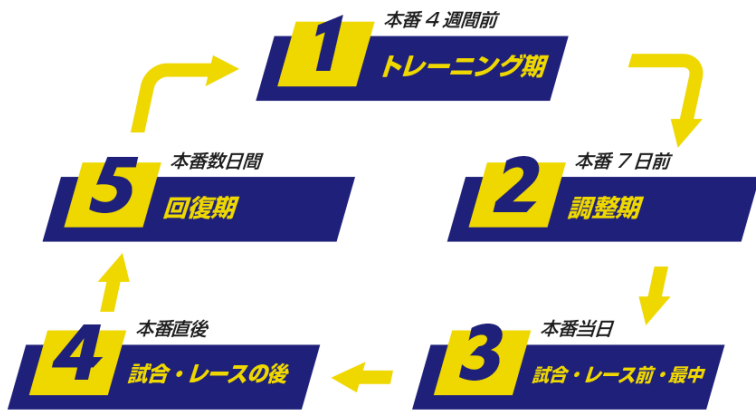 本番4週間前
1 トレーニング期
本番7日前
2 調整期
本番当日
3 試合・レース前・最中
本番直後
4 試合・レースの後
本番数日間
5 回復期